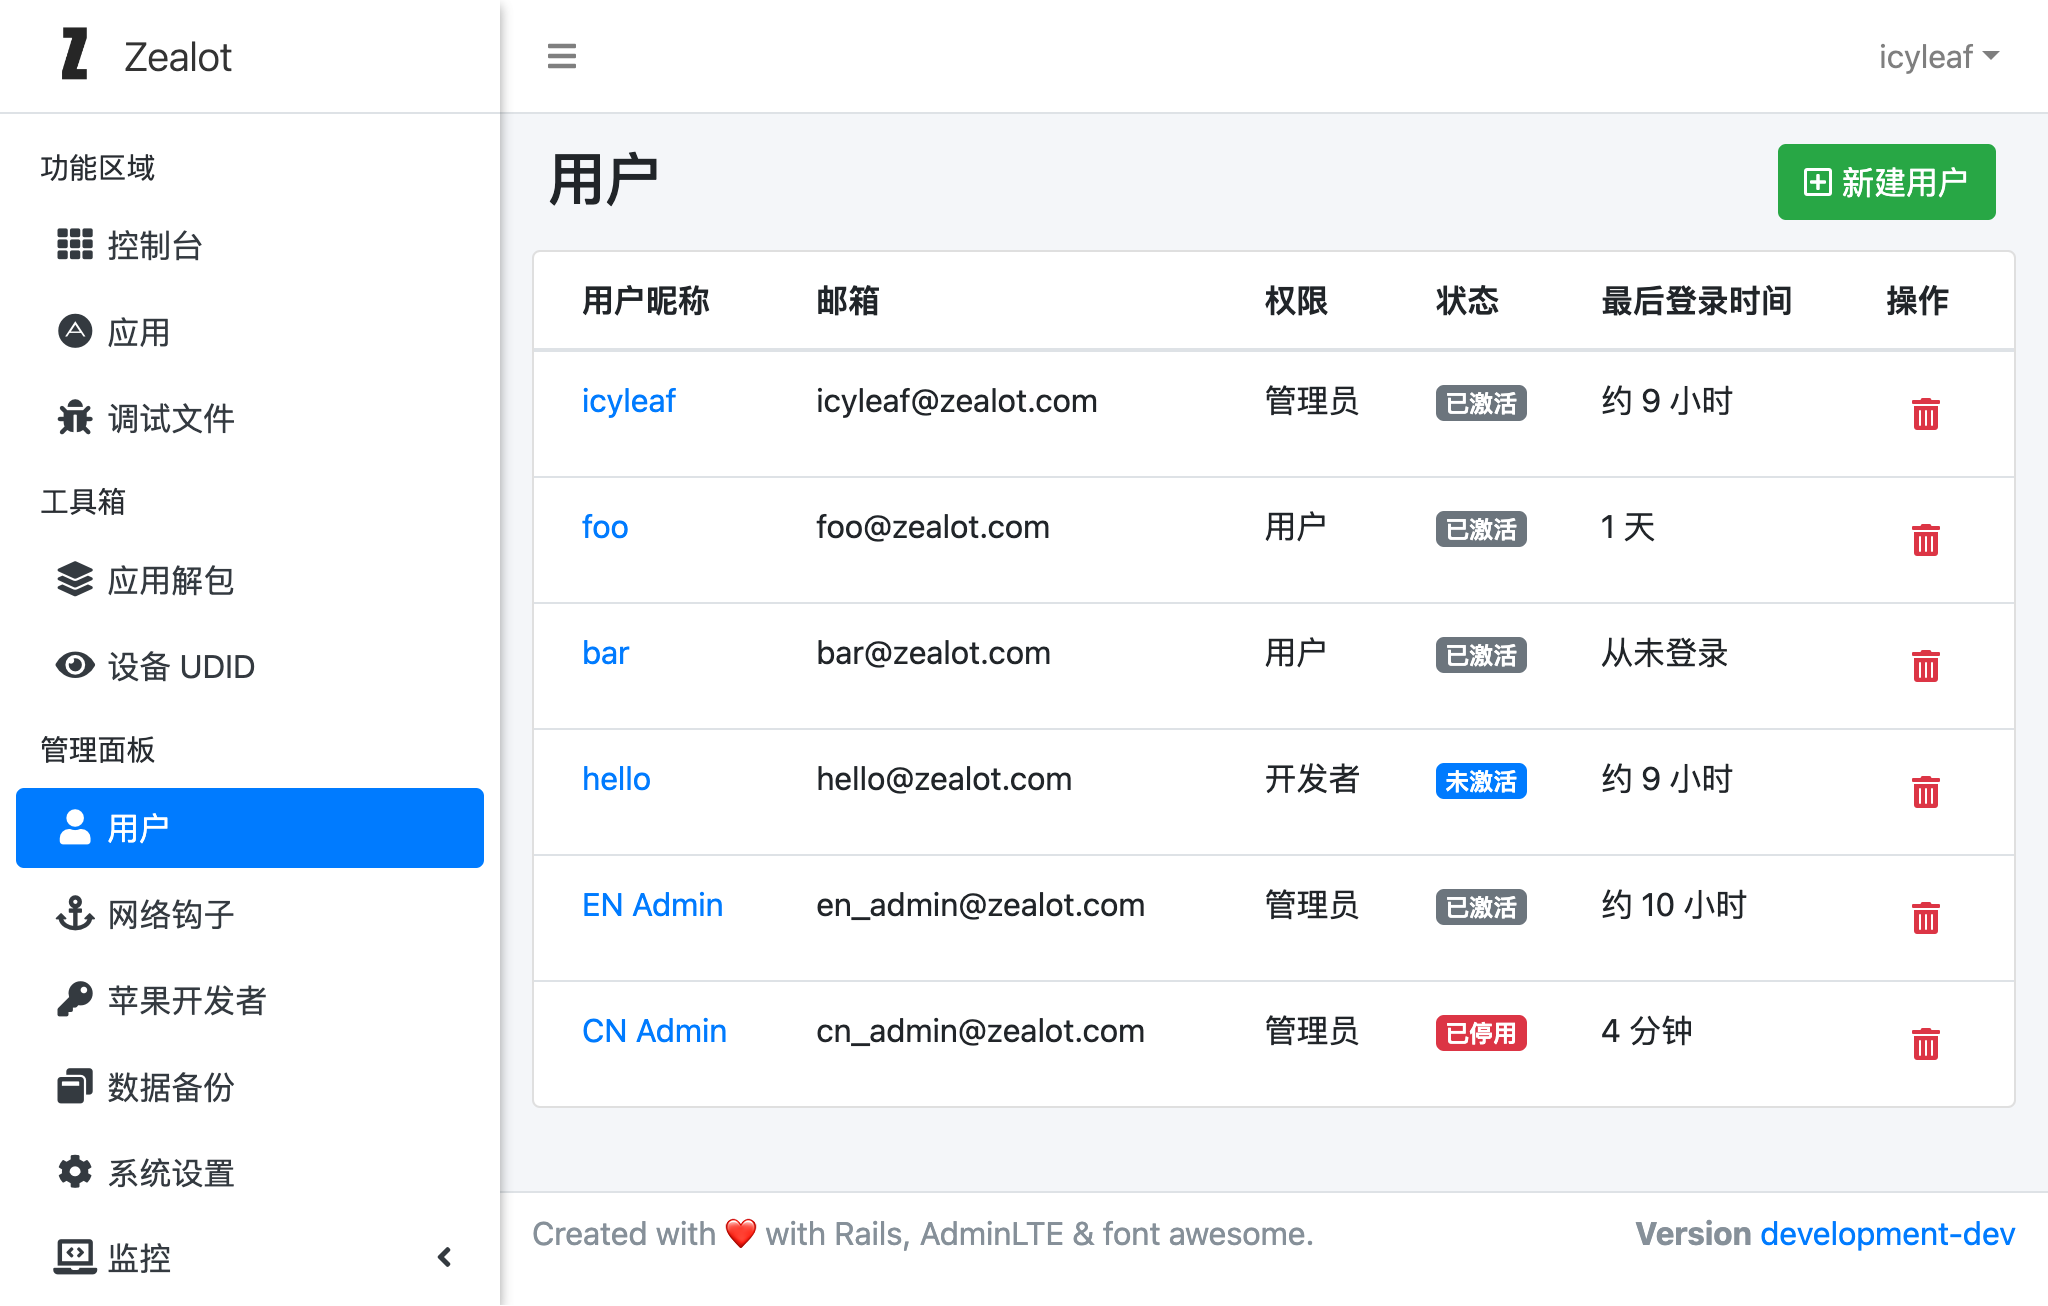 Zealot
icyleaf
功能区域
控制台
应用
调试文件
工具箱
应用解包
设备 UDID
管理面板
用户
网络钩子
苹果开发者
数据备份
系统设置
监控
用户
新建用户
用户昵称 邮箱 权限 状态 最后登录时间 操作
icyleaf icyleaf@zealot.com 管理员 已激活 约 9 小时
foo foo@zealot.com 用户 已激活 1 天
bar bar@zealot.com 用户 已激活 从未登录
hello hello@zealot.com 开发者 未激活 约 9 小时
EN Admin en_admin@zealot.com 管理员 已激活 约 10 小时
CN Admin cn_admin@zealot.com 管理员 已停用 4 分钟
Created with ❤️ with Rails, AdminLTE & font awesome.
Version development-dev